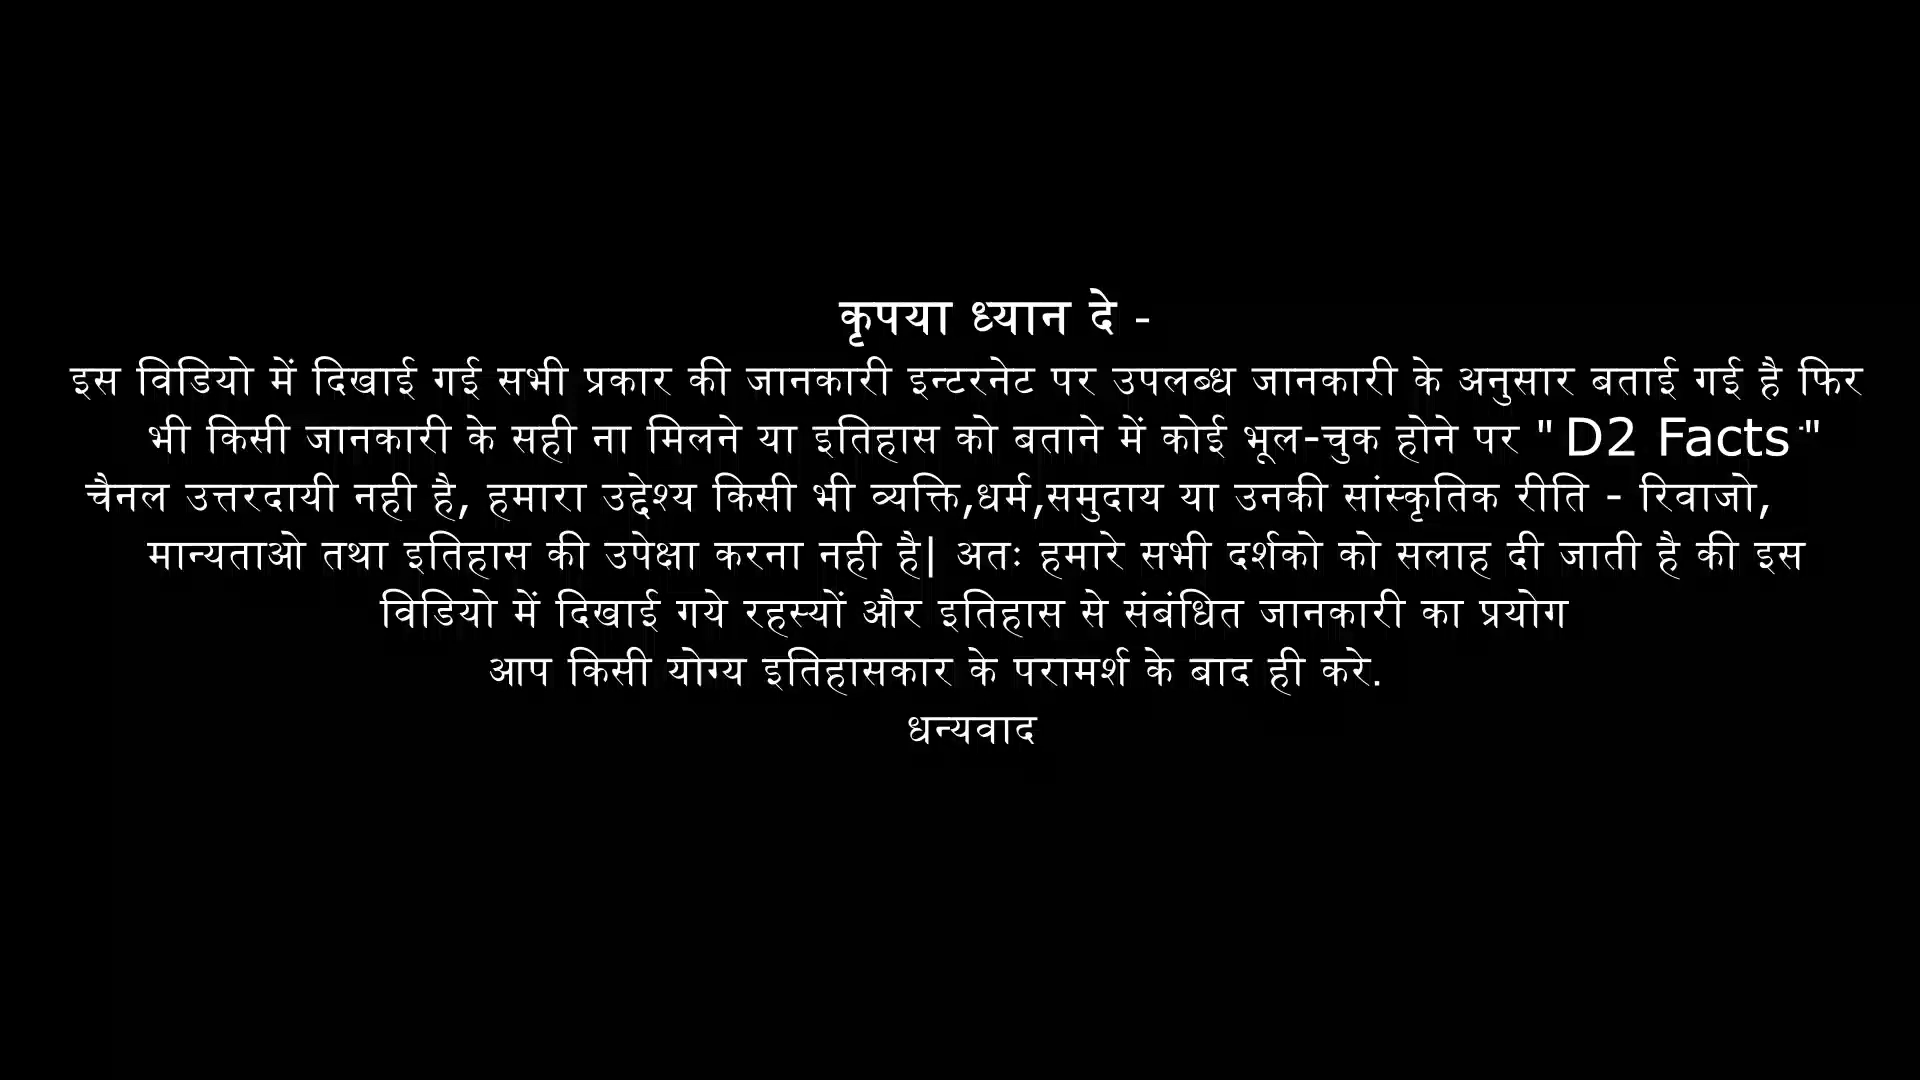 कृपया ध्यान दे -
इस विडियो में दिखाई गई सभी प्रकार की जानकारी इन्टरनेट पर उपलब्ध जानकारी के अनुसार बताई गई है फिर
भी किसी जानकारी के सही ना मिलने या इतिहास को बताने में कोई भूल-चुक होने पर " D2 Facts "
चैनल उत्तरदायी नही है, हमारा उद्देश्य किसी भी व्यक्ति,धर्म,समुदाय या उनकी सांस्कृतिक रीति - रिवाजो,
मान्यताओ तथा इतिहास की उपेक्षा करना नही है| अतः हमारे सभी दर्शको को सलाह दी जाती है की इस
विडियो में दिखाई गये रहस्यों और इतिहास से संबंधित जानकारी का प्रयोग
आप किसी योग्य इतिहासकार के परामर्श के बाद ही करे.
धन्यवाद